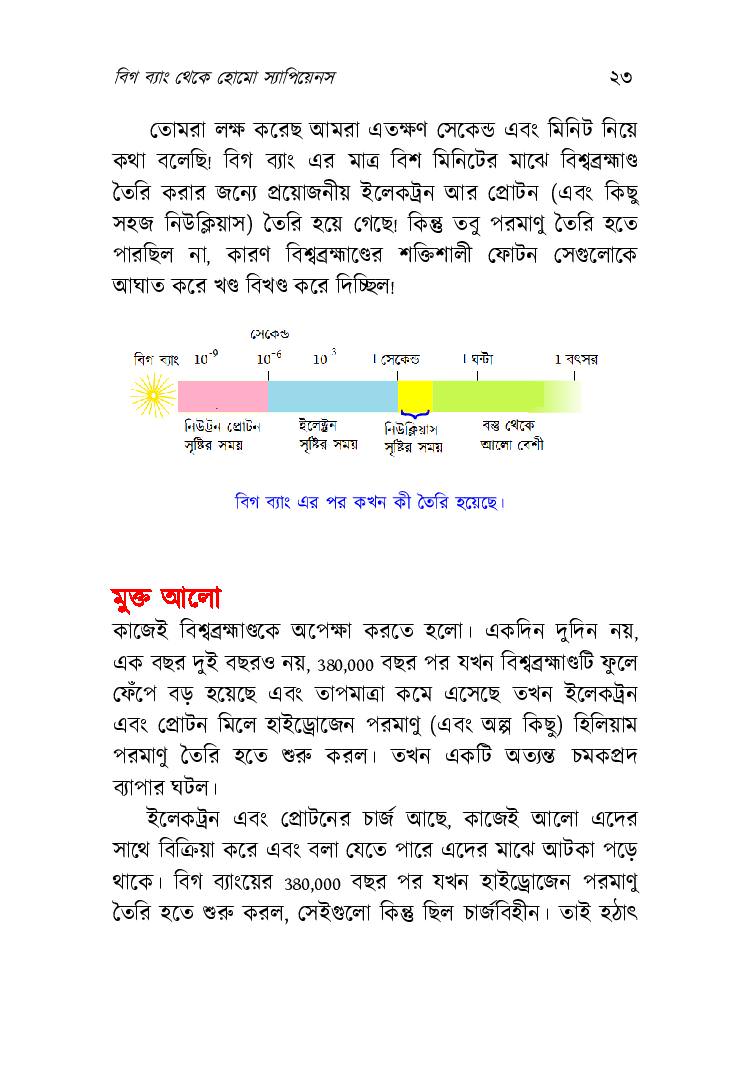 বিগ ব্যাং থেকে হোমো স্যাপিয়েনস ২৩
তোমরা লক্ষ করেছ আমরা এতক্ষণ সেকেন্ড এবং মিনিট নিয়ে
কথা বলেছি! বিগ ব্যাং এর মাত্র বিশ মিনিটের মাঝে বিশ্বব্রহ্মাণ্ড
তৈরি করার জন্যে প্রয়োজনীয় ইলেকট্রন আর প্রোটন (এবং কিছু
সহজ নিউক্লিয়াস) তৈরি হয়ে গেছে! কিন্তু তবু পরমাণু তৈরি হতে
পারছিল না, কারণ বিশ্বব্রহ্মাণ্ডের শক্তিশালী ফোটন সেগুলোকে
আঘাত করে খণ্ড বিখণ্ড করে দিচ্ছিল!
সেকেন্ড
বিগ ব্যাং 10⁻⁹ 10⁻⁶ 10⁻³ 1 সেকেন্ড 1 ঘন্টা 1 বৎসর
নিউট্রন প্রোটন ইলেক্ট্রন নিউক্লিয়াস বস্তু থেকে
সৃষ্টির সময় সৃষ্টির সময় সৃষ্টির সময় আলো বেশী
বিগ ব্যাং এর পর কখন কী তৈরি হয়েছে।
মুক্ত আলো
কাজেই বিশ্বব্রহ্মাণ্ডকে অপেক্ষা করতে হলো। একদিন দুদিন নয়,
এক বছর দুই বছরও নয়, 380,000 বছর পর যখন বিশ্বব্রহ্মাণ্ডটি ফুলে
ফেঁপে বড় হয়েছে এবং তাপমাত্রা কমে এসেছে তখন ইলেকট্রন
এবং প্রোটন মিলে হাইড্রোজেন পরমাণু (এবং অল্প কিছু) হিলিয়াম
পরমাণু তৈরি হতে শুরু করল। তখন একটি অত্যন্ত চমকপ্রদ
ব্যাপার ঘটল।
ইলেকট্রন এবং প্রোটনের চার্জ আছে, কাজেই আলো এদের
সাথে বিক্রিয়া করে এবং বলা যেতে পারে এদের মাঝে আটকা পড়ে
থাকে। বিগ ব্যাংয়ের 380,000 বছর পর যখন হাইড্রোজেন পরমাণু
তৈরি হতে শুরু করল, সেইগুলো কিন্তু ছিল চার্জবিহীন। তাই হঠাৎ